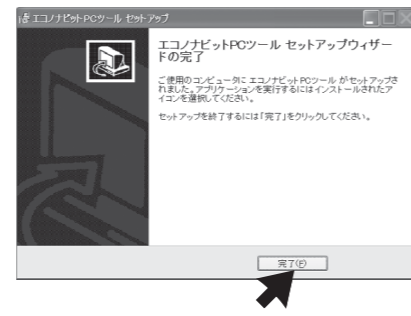 エコノナビットPCツール セットアップ
エコノナビットPCツール セットアップウィザー
ドの完了
ご使用のコンピュータに エコノナビットPCツール がセットアップさ
れました。アプリケーションを実行するにはインストールされたア
イコンを選択してください。
セットアップを終了するには「完了」をクリックしてください。
完了(F)